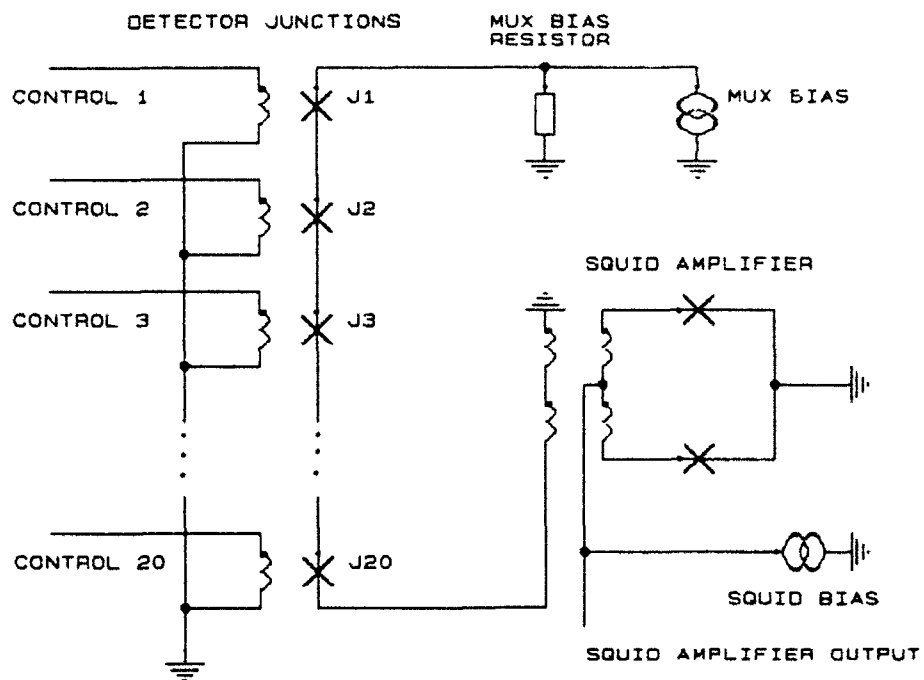 DETECTOR JUNCTIONS
MUX BIAS
RESISTOR
CONTROL 1
J1
MUX BIAS
CONTROL 2
J2
SQUID AMPLIFIER
CONTROL 3
J3
CONTROL 20
J20
SQUID BIAS
SQUID AMPLIFIER OUTPUT